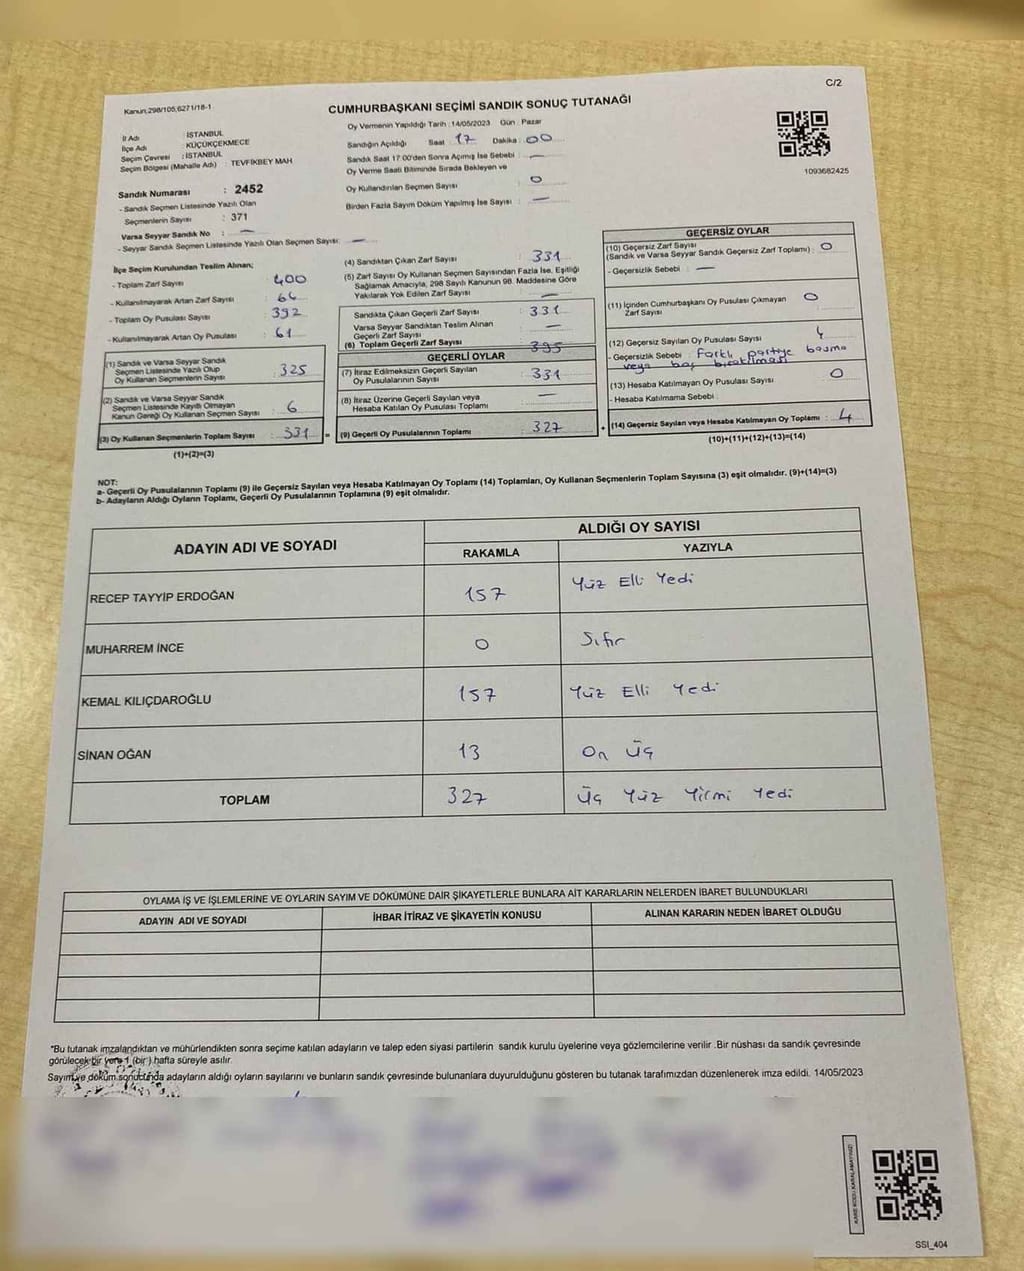 C/2
Kanun:298/105,6271/18-1
CUMHURBAŞKANI SEÇİMİ SANDIK SONUÇ TUTANAĞI
İl Adı : İSTANBUL
İlçe Adı : KÜÇÜKÇEKMECE
Seçim Çevresi : İSTANBUL
Seçim Bölgesi (Mahalle Adı) : TEVFİKBEY MAH
Sandık Numarası : 2452
- Sandık Seçmen Listesinde Yazılı Olan
Seçmenlerin Sayısı : 371
Varsa Seyyar Sandık No : —
- Seyyar Sandık Seçmen Listesinde Yazılı Olan Seçmen Sayısı: —
Oy Vermenin Yapıldığı Tarih : 14/05/2023 Gün : Pazar
Sandığın Açıldığı Saat : 17 Dakika : 00
Sandık Saat 17:00'den Sonra Açımış İse Sebebi : —
Oy Verme Saati Bitiminde Sırada Bekleyen ve
Oy Kullandırılan Seçmen Sayısı : 0
Birden Fazla Sayım Döküm Yapılmış İse Sayısı : —
1093682425
İlçe Seçim Kurulundan Teslim Alınan;
- Toplam Zarf Sayısı : 400
- Kullanılmayarak Artan Zarf Sayısı : 64
- Toplam Oy Pusulası Sayısı : 392
- Kullanılmayarak Artan Oy Pusulası : 61
(1) Sandık ve Varsa Seyyar Sandık
Seçmen Listesinde Yazılı Olup
Oy Kullanan Seçmenlerin Sayısı : 325
(2) Sandık ve Varsa Seyyar Sandık
Seçmen Listesinde Kayıtlı Olmayan
Kanun Gereği Oy Kullanan Seçmen Sayısı : 6
(3) Oy Kullanan Seçmenlerin Toplam Sayısı : 331
(1)+(2)=(3)
(4) Sandıktan Çıkan Zarf Sayısı : 331
(5) Zarf Sayısı Oy Kullanan Seçmen Sayısından Fazla İse, Eşitliği
Sağlamak Amacıyla, 298 Sayılı Kanunun 98. Maddesine Göre
Yakılarak Yok Edilen Zarf Sayısı : —
Sandıkta Çıkan Geçerli Zarf Sayısı : 331
Varsa Seyyar Sandıktan Teslim Alınan
Geçerli Zarf Sayısı : —
(6) Toplam Geçerli Zarf Sayısı : 395
GEÇERLİ OYLAR
(7) İtiraz Edilmeksizin Geçerli Sayılan
Oy Pusulalarının Sayısı : 331
(8) İtiraz Üzerine Geçerli Sayılan veya
Hesaba Katılan Oy Pusulası Toplamı : —
(9) Geçerli Oy Pusulalarının Toplamı : 327
GEÇERSİZ OYLAR
(10) Geçersiz Zarf Sayısı
(Sandık ve Varsa Seyyar Sandık Geçersiz Zarf Toplamı) : 0
- Geçersizlik Sebebi : —
(11) İçinden Cumhurbaşkanı Oy Pusulası Çıkmayan
Zarf Sayısı : 0
(12) Geçersiz Sayılan Oy Pusulası Sayısı : 4
- Geçersizlik Sebebi : Farklı partiye basma
veya boş bırakılması
(13) Hesaba Katılmayan Oy Pusulası Sayısı : 0
- Hesaba Katılmama Sebebi :
(14) Geçersiz Sayılan veya Hesaba Katılmayan Oy Toplamı : 4
(10)+(11)+(12)+(13)=(14)
NOT:
a- Geçerli Oy Pusulalarının Toplamı (9) ile Geçersiz Sayılan veya Hesaba Katılmayan Oy Toplamı (14) Toplamları, Oy Kullanan Seçmenlerin Toplam Sayısına (3) eşit olmalıdır. (9)+(14)=(3)
b- Adayların Aldığı Oyların Toplamı, Geçerli Oy Pusulalarının Toplamına (9) eşit olmalıdır.
ADAYIN ADI VE SOYADI ALDIĞI OY SAYISI
RAKAMLA YAZIYLA
RECEP TAYYİP ERDOĞAN 157 Yüz Elli Yedi
MUHARREM İNCE 0 Sıfır
KEMAL KILIÇDAROĞLU 157 Yüz Elli Yedi
SİNAN OĞAN 13 On Üç
TOPLAM 327 Üç Yüz Yirmi Yedi
OYLAMA İŞ VE İŞLEMLERİNE VE OYLARIN SAYIM VE DÖKÜMÜNE DAİR ŞİKAYETLERLE BUNLARA AİT KARARLARIN NELERDEN İBARET BULUNDUKLARI
ADAYIN ADI VE SOYADI İHBAR İTİRAZ VE ŞİKAYETİN KONUSU ALINAN KARARIN NEDEN İBARET OLDUĞU
"Bu tutanak imzalandıktan ve mühürlendikten sonra seçime katılan adayların ve talep eden siyasi partilerin sandık kurulu üyelerine veya gözlemcilerine verilir .Bir nüshası da sandık çevresinde
görülecek bir yere 1 (bir ) hafta süreyle asılır.
Sayım ve döküm sonucunda adayların aldığı oyların sayılarını ve bunların sandık çevresinde bulunanlara duyurulduğunu gösteren bu tutanak tarafımızdan düzenlenerek imza edildi. 14/05/2023
SSI_404